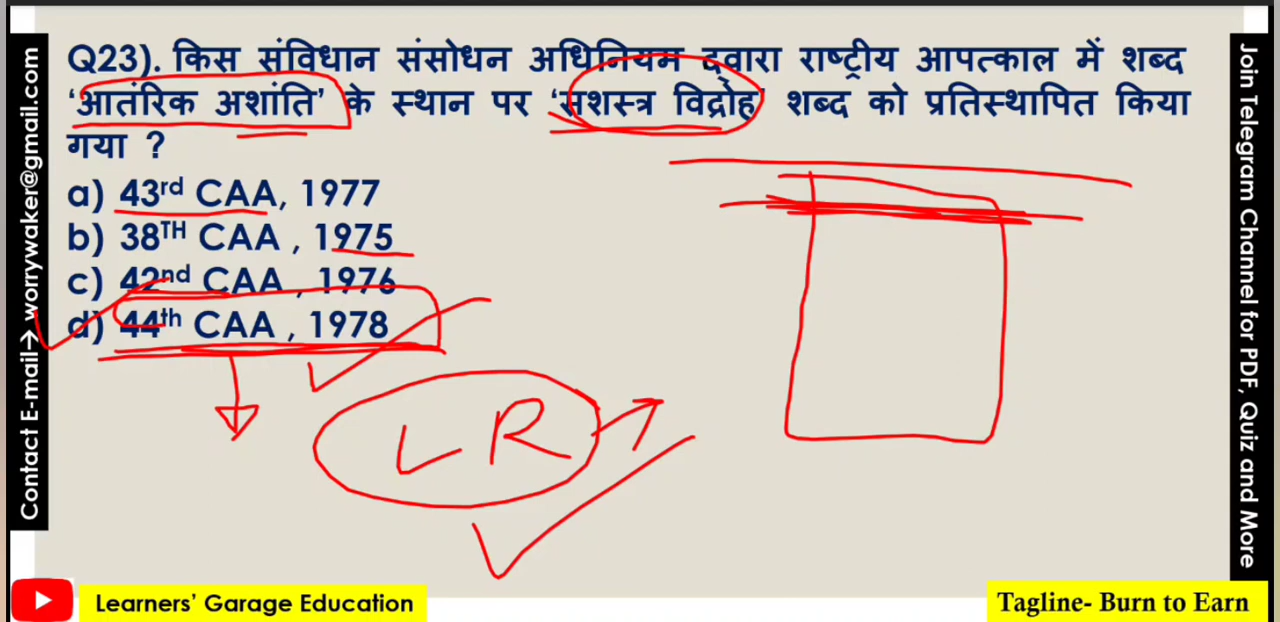 Q23). किस संविधान संसोधन अधिनियम द्वारा राष्ट्रीय आपत्काल में शब्द
‘आतंरिक अशांति’ के स्थान पर ‘सशस्त्र विद्रोह’ शब्द को प्रतिस्थापित किया
गया ?
a) 43rd CAA, 1977
b) 38TH CAA , 1975
c) 42nd CAA , 1976
d) 44th CAA , 1978
LR
Contact E-mail→ worrywaker@gmail.com
Join Telegram Channel for PDF, Quiz and More
Learners’ Garage Education
Tagline- Burn to Earn